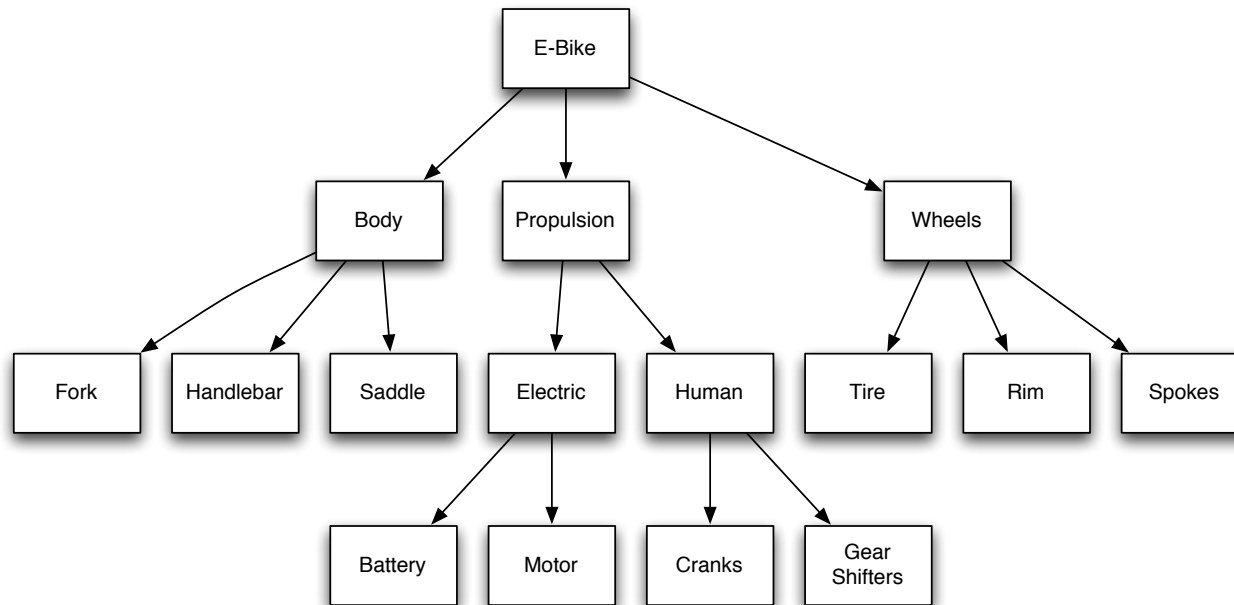 E-Bike
Body
Propulsion
Wheels
Fork
Handlebar
Saddle
Electric
Human
Tire
Rim
Spokes
Battery
Motor
Cranks
Gear
Shifters